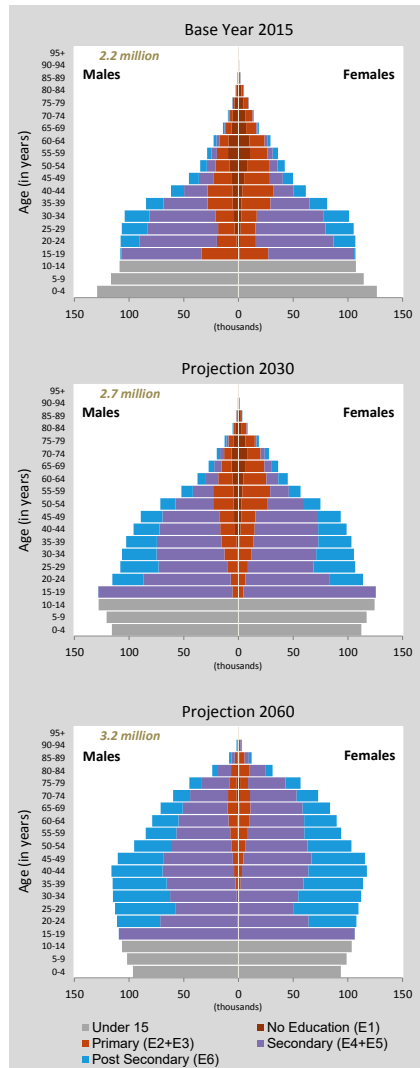 Base Year 2015
2.2 million
Males
Females
Age (in years)
95+
90-94
85-89
80-84
75-79
70-74
65-69
60-64
55-59
50-54
45-49
40-44
35-39
30-34
25-29
20-24
15-19
10-14
5-9
0-4
150 100 50 0 50 100 150
(thousands)
Projection 2030
2.7 million
Males
Females
Age (in years)
95+
90-94
85-89
80-84
75-79
70-74
65-69
60-64
55-59
50-54
45-49
40-44
35-39
30-34
25-29
20-24
15-19
10-14
5-9
0-4
150 100 50 0 50 100 150
(thousands)
Projection 2060
3.2 million
Males
Females
Age (in years)
95+
90-94
85-89
80-84
75-79
70-74
65-69
60-64
55-59
50-54
45-49
40-44
35-39
30-34
25-29
20-24
15-19
10-14
5-9
0-4
150 100 50 0 50 100 150
(thousands)
Under 15
No Education (E1)
Primary (E2+E3)
Secondary (E4+E5)
Post Secondary (E6)